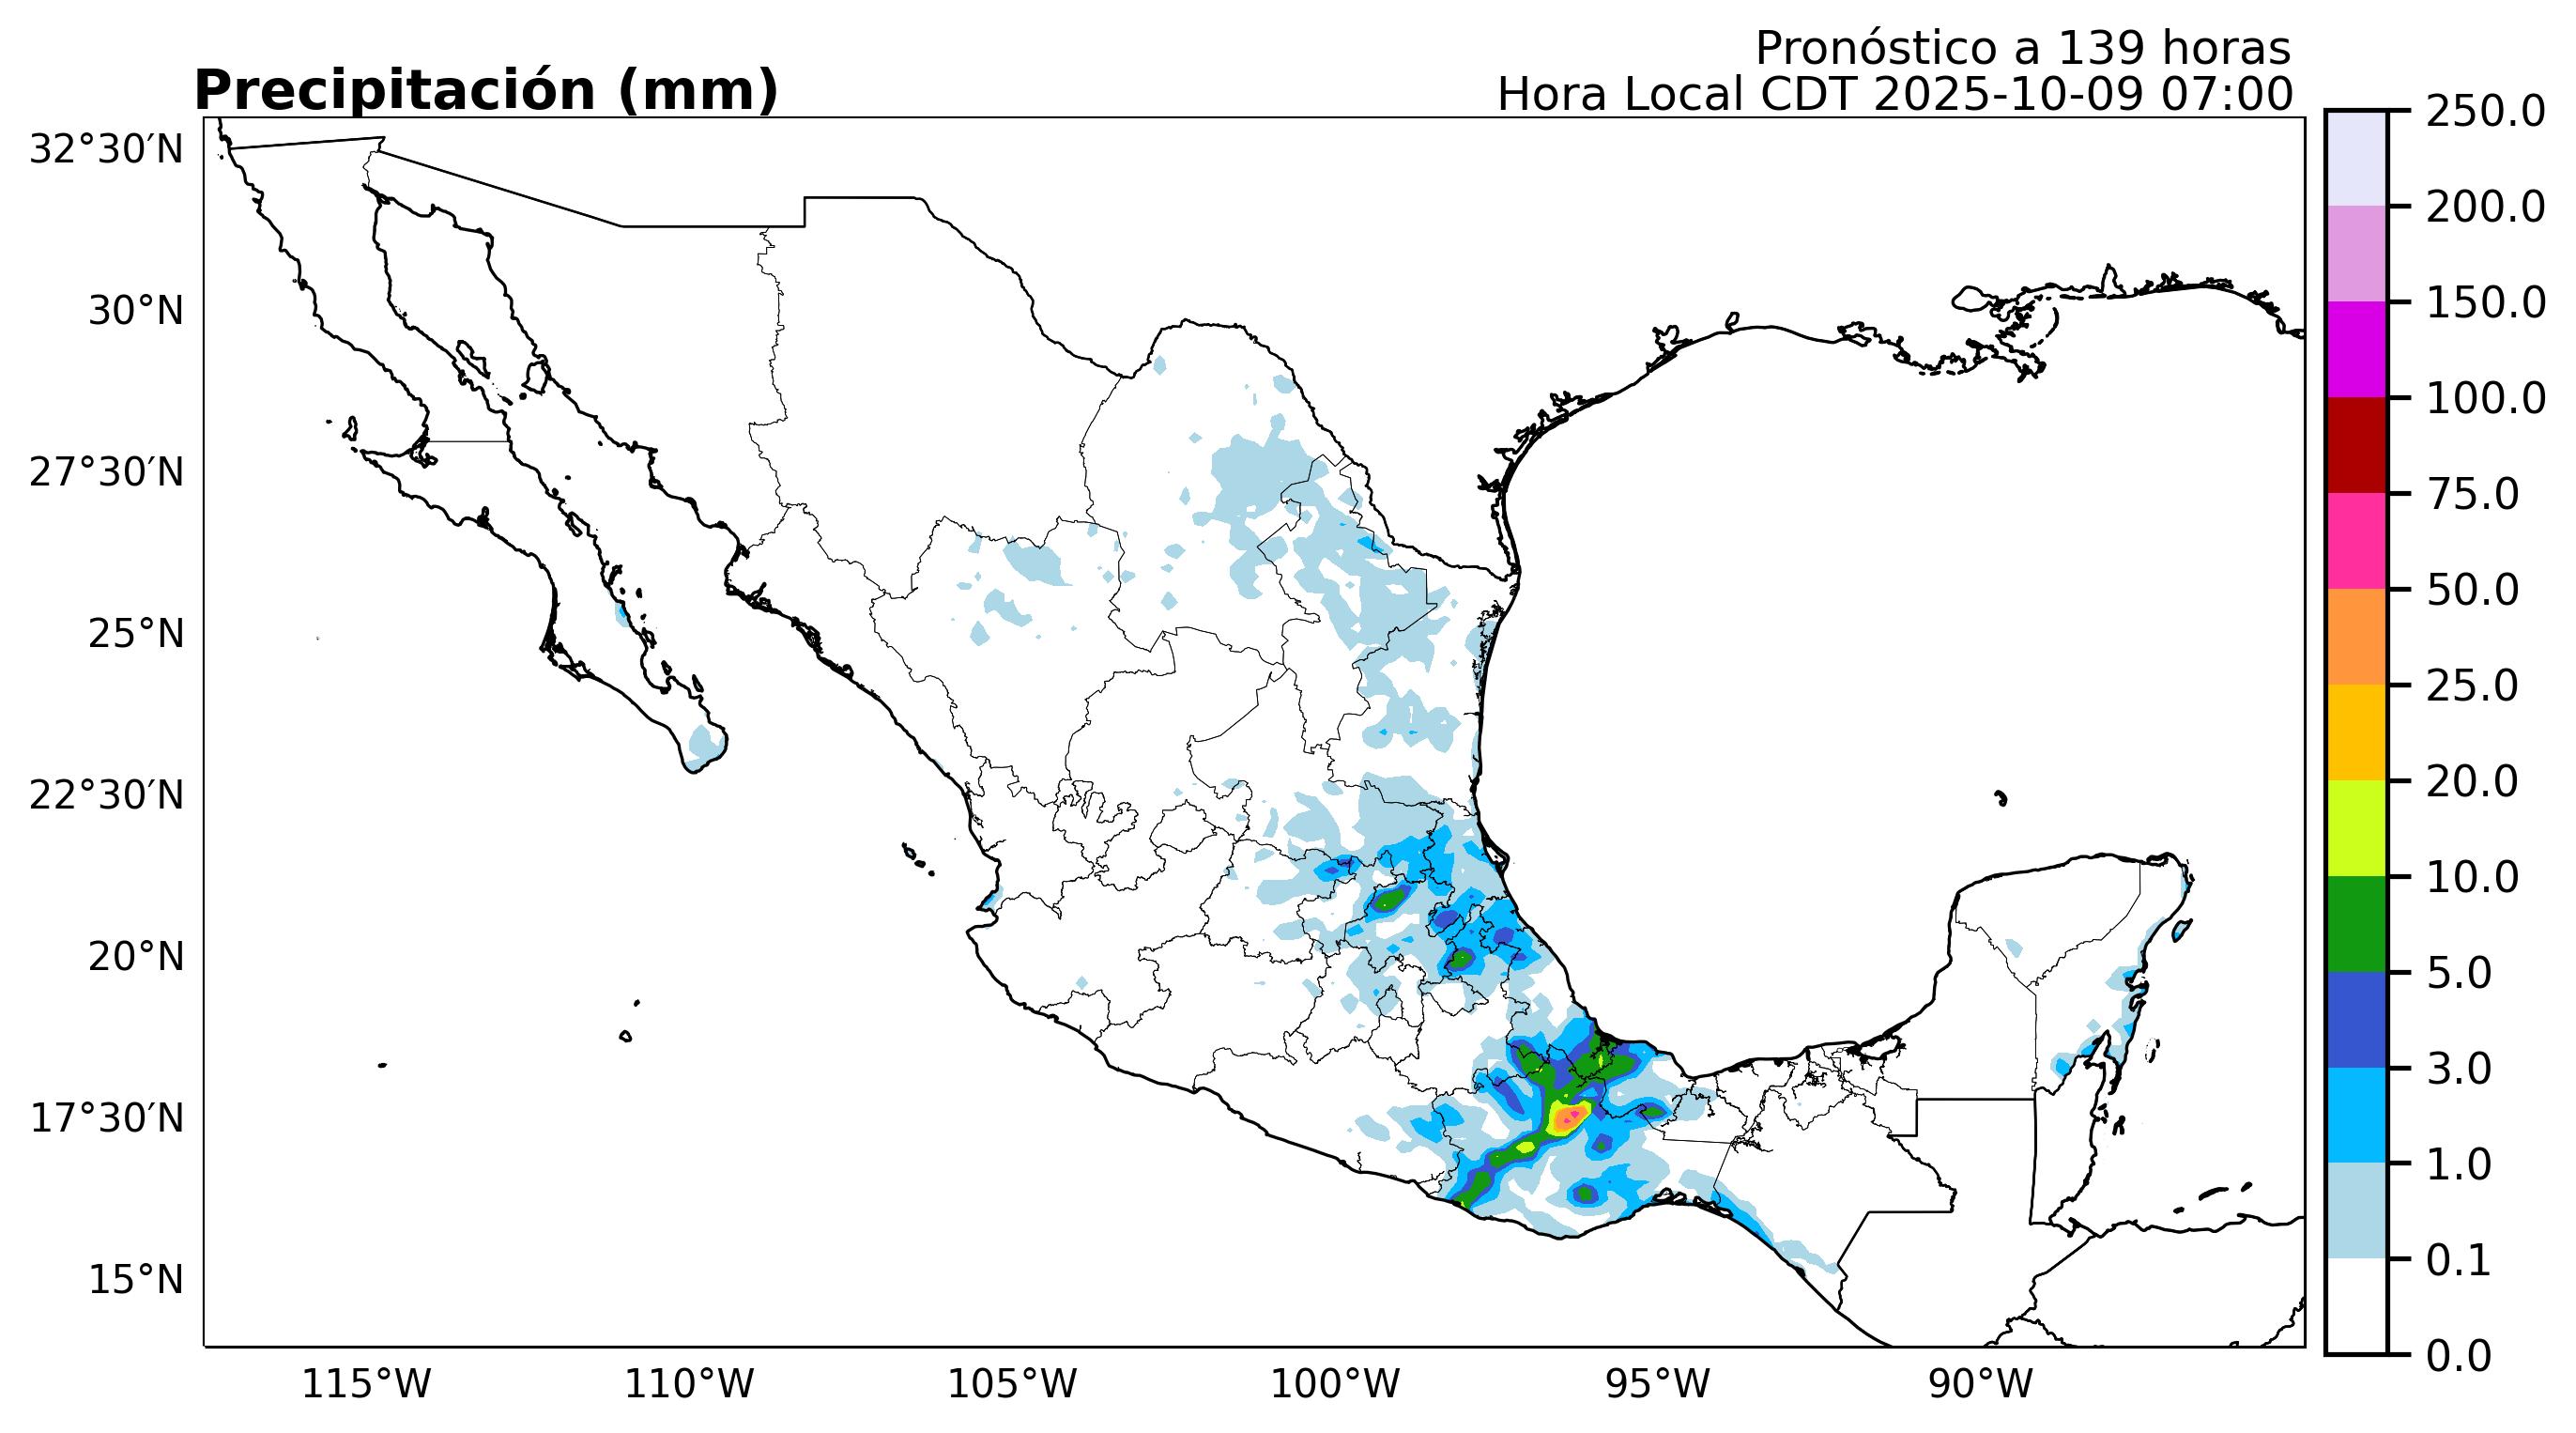 Pronóstico a 139 horas
Precipitación (mm)
Hora Local CDT 2025-10-09 07:00
32°30′N
30°N
27°30′N
25°N
22°30′N
20°N
17°30′N
15°N
115°W
110°W
105°W
100°W
95°W
90°W
250.0
200.0
150.0
100.0
75.0
50.0
25.0
20.0
10.0
5.0
3.0
1.0
0.1
0.0